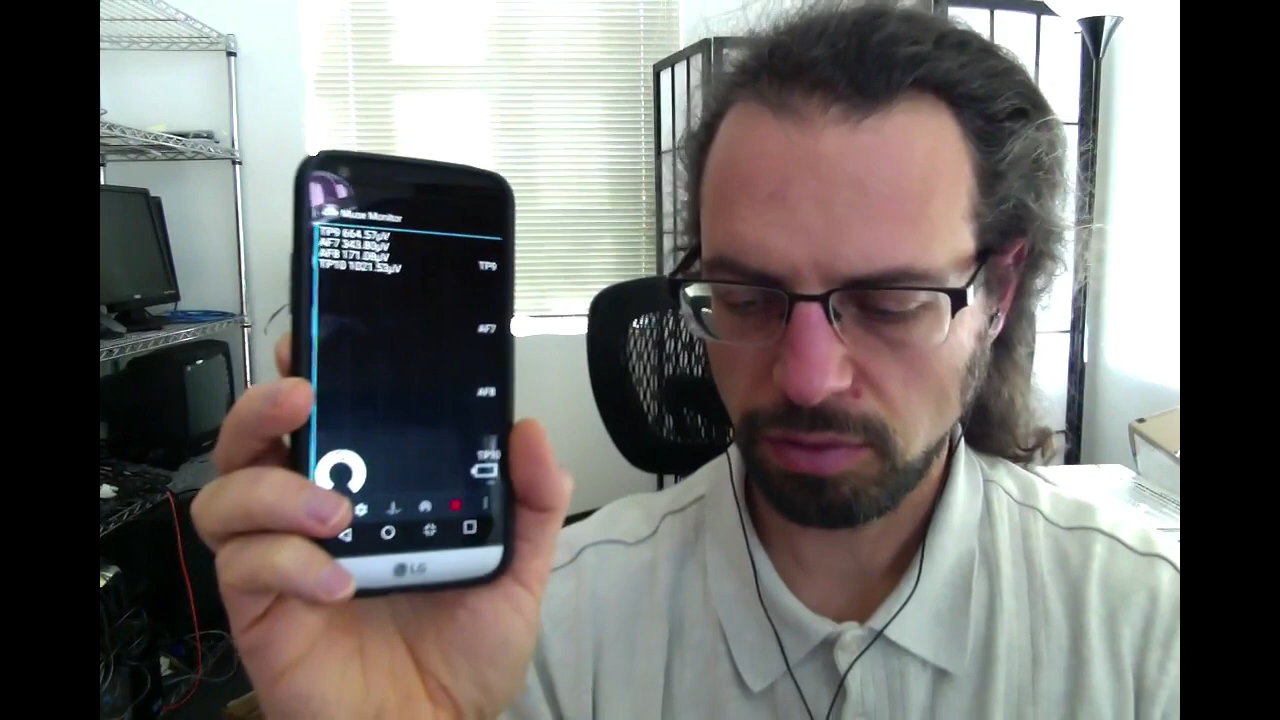 Muse Monitor
TP9 664.57µV
AF7 343.80µV
AF8 171.08µV
TP10 1021.53µV
TP9
AF7
AF8
TP10
LG